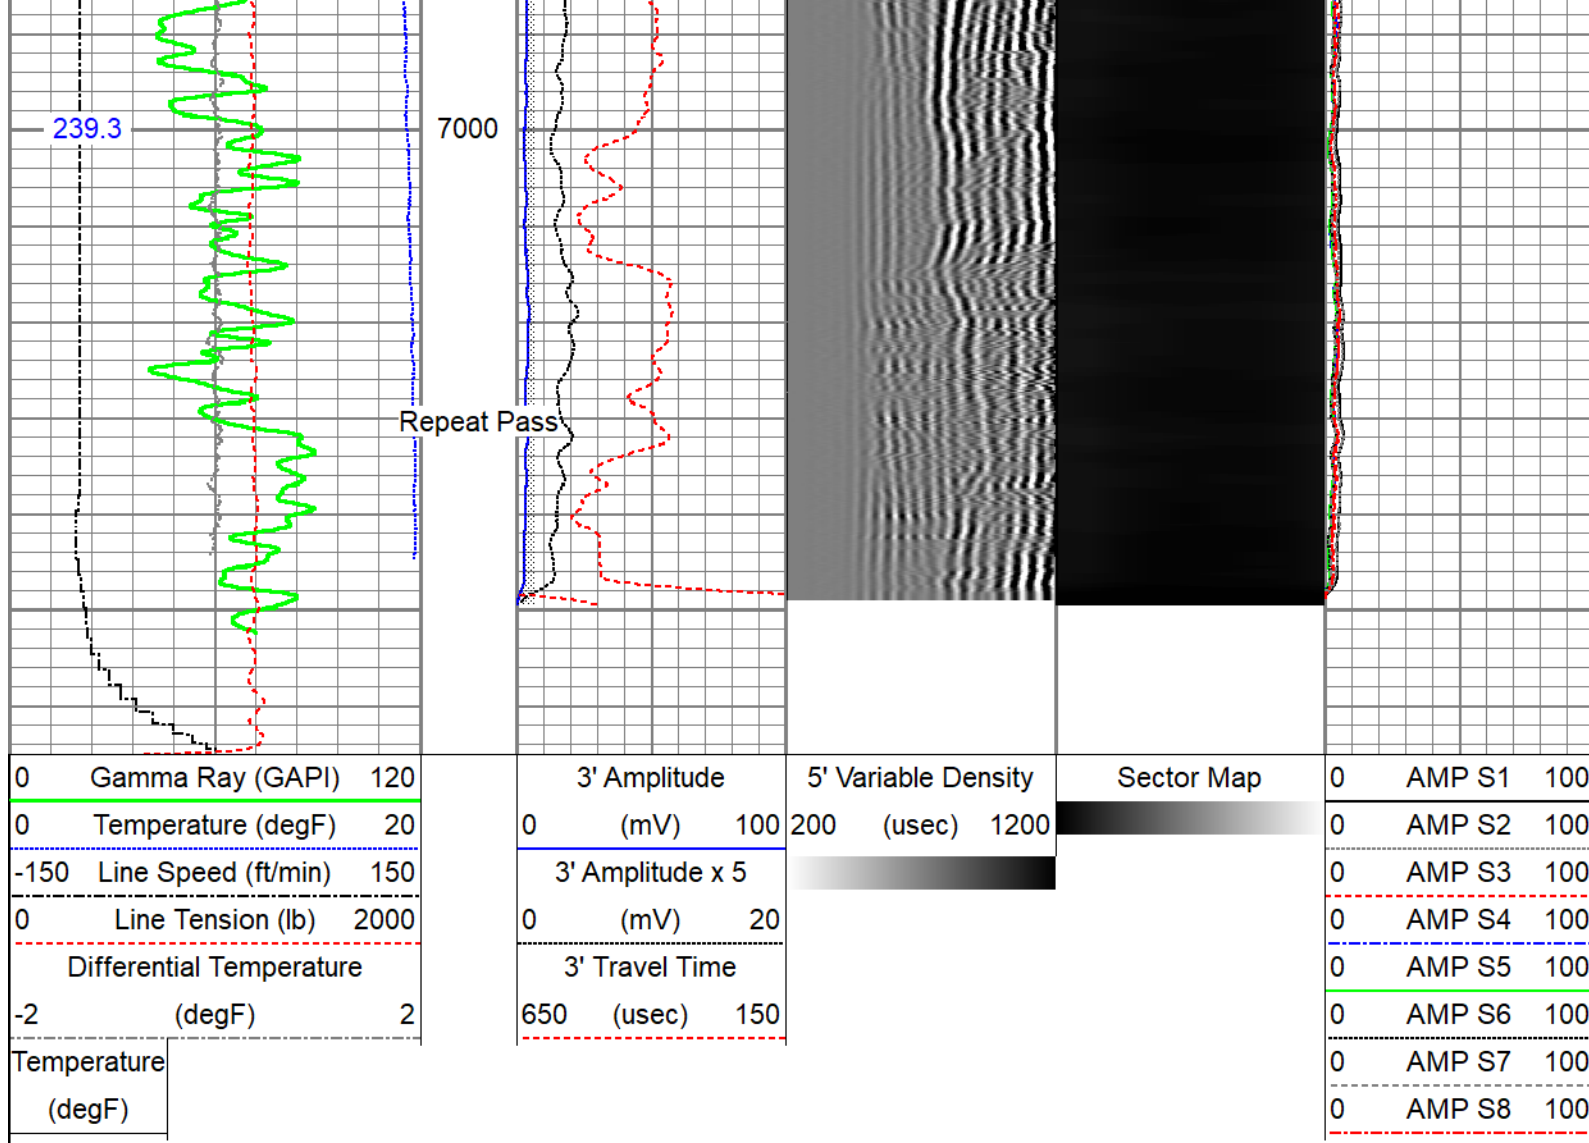 239.3
7000
Repeat Pass
0 Gamma Ray (GAPI) 120
0 Temperature (degF) 20
-150 Line Speed (ft/min) 150
0 Line Tension (lb) 2000
Differential Temperature
-2 (degF) 2
Temperature
(degF)
3' Amplitude
0 (mV) 100
3' Amplitude x 5
0 (mV) 20
3' Travel Time
650 (usec) 150
5' Variable Density
200 (usec) 1200
Sector Map
0 AMP S1 100
0 AMP S2 100
0 AMP S3 100
0 AMP S4 100
0 AMP S5 100
0 AMP S6 100
0 AMP S7 100
0 AMP S8 100